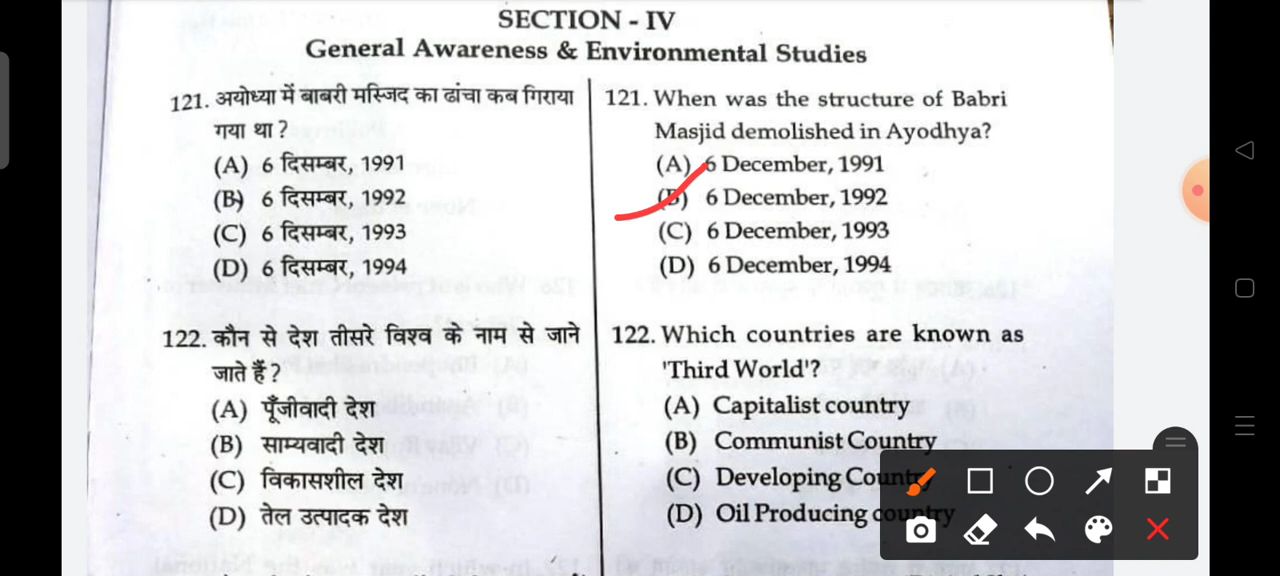 SECTION - IV
General Awareness & Environmental Studies
121. अयोध्या में बाबरी मस्जिद का ढांचा कब गिराया
गया था ?
(A) 6 दिसम्बर, 1991
(B) 6 दिसम्बर, 1992
(C) 6 दिसम्बर, 1993
(D) 6 दिसम्बर, 1994
122. कौन से देश तीसरे विश्व के नाम से जाने
जाते हैं ?
(A) पूँजीवादी देश
(B) साम्यवादी देश
(C) विकासशील देश
(D) तेल उत्पादक देश
121. When was the structure of Babri
Masjid demolished in Ayodhya?
(A) 6 December, 1991
(B) 6 December, 1992
(C) 6 December, 1993
(D) 6 December, 1994
122. Which countries are known as
'Third World'?
(A) Capitalist country
(B) Communist Country
(C) Developing Country
(D) Oil Producing country